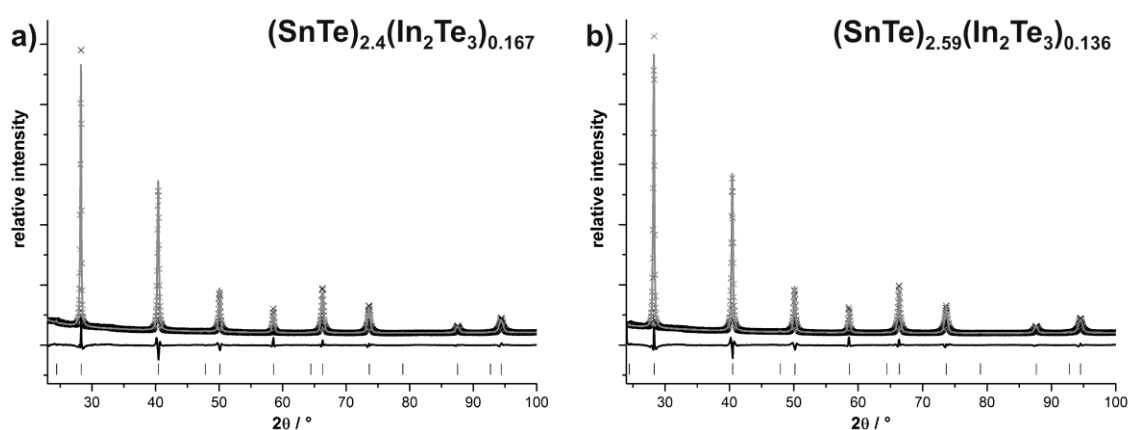 a)
(SnTe)2.4(In2Te3)0.167
relative intensity
30 40 50 60 70 80 90 100
2θ / °
b)
(SnTe)2.59(In2Te3)0.136
relative intensity
30 40 50 60 70 80 90 100
2θ / °